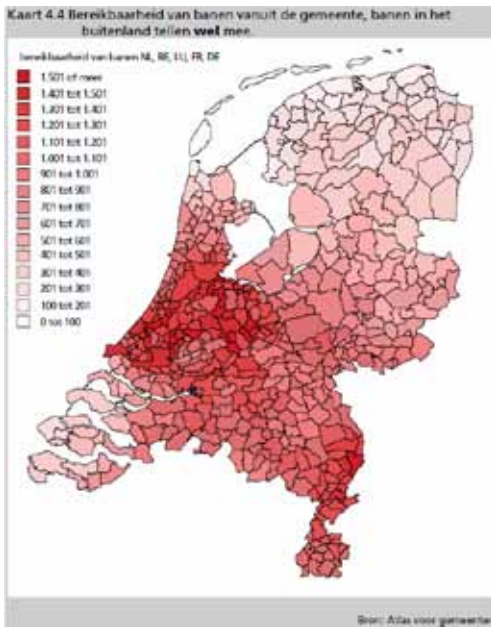 Kaart 4.4 Bereikbaarheid van banen vanuit de gemeente, banen in het
buitenland tellen wel mee.
bereikbaarheid van banen NL, BE, LU, FR, DE
1.501 of meer
1.401 tot 1.501
1.301 tot 1.401
1.201 tot 1.301
1.101 tot 1.201
1.001 tot 1.101
901 tot 1.001
801 tot 901
701 tot 801
601 tot 701
501 tot 601
401 tot 501
301 tot 401
201 tot 301
100 tot 201
0 tot 100
Bron: Atlas voor gemeenten